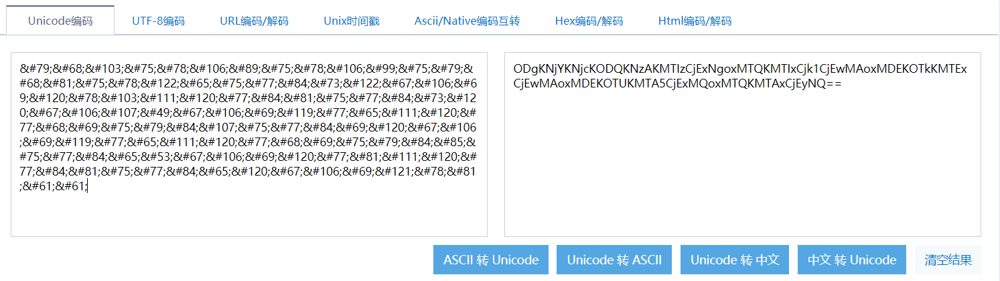 Unicode编码 UTF-8编码 URL编码/解码 Unix时间戳 Ascii/Native编码互转 Hex编码/解码 Html编码/解码
&#79;&#68;&#103;&#75;&#78;&#106;&#89;&#75;&#78;&#106;&#99;&#75;&#79;&
#68;&#81;&#75;&#78;&#122;&#65;&#75;&#77;&#84;&#73;&#122;&#67;&#106;&#6
9;&#120;&#78;&#103;&#111;&#120;&#77;&#84;&#81;&#75;&#77;&#84;&#73;&#12
0;&#67;&#106;&#107;&#49;&#67;&#106;&#69;&#119;&#77;&#65;&#111;&#120;&#
77;&#68;&#69;&#75;&#79;&#84;&#107;&#75;&#77;&#84;&#69;&#120;&#67;&#106
;&#69;&#119;&#77;&#65;&#111;&#120;&#77;&#68;&#69;&#75;&#79;&#84;&#85;&
#75;&#77;&#84;&#65;&#53;&#67;&#106;&#69;&#120;&#77;&#81;&#111;&#120;&#
77;&#84;&#81;&#75;&#77;&#84;&#65;&#120;&#67;&#106;&#69;&#121;&#78;&#81
;&#61;&#61;
ODgKNjYKNjcKODQKNzAKMTIzCjExNgoxMTQKMTIxCjk1CjEwMAoxMDEKOTkKMTEx
CjEwMAoxMDEKOTUKMTA5CjExMQoxMTQKMTAxCjEyNQ==
ASCII 转 Unicode Unicode 转 ASCII Unicode 转 中文 中文 转 Unicode 清空结果